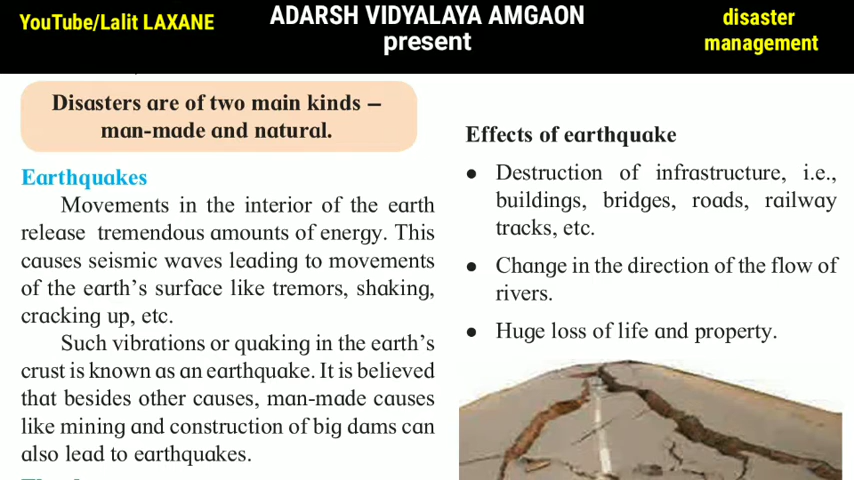 YouTube/Lalit LAXANE
ADARSH VIDYALAYA AMGAON
present
disaster
management
Disasters are of two main kinds –
man-made and natural.
Earthquakes
Movements in the interior of the earth
release tremendous amounts of energy. This
causes seismic waves leading to movements
of the earth's surface like tremors, shaking,
cracking up, etc.
Such vibrations or quaking in the earth's
crust is known as an earthquake. It is believed
that besides other causes, man-made causes
like mining and construction of big dams can
also lead to earthquakes.
Effects of earthquake
● Destruction of infrastructure, i.e.,
buildings, bridges, roads, railway
tracks, etc.
● Change in the direction of the flow of
rivers.
● Huge loss of life and property.